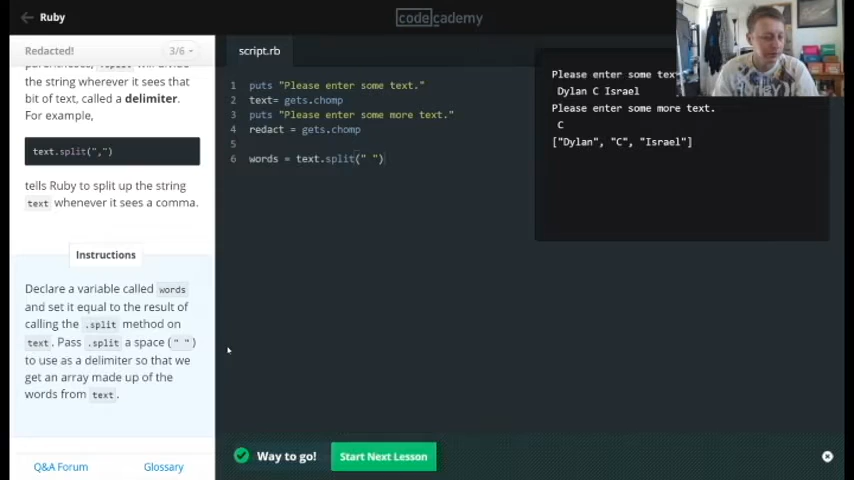 Ruby
codecademy
Redacted!
3/6
the string wherever it sees that
bit of text, called a delimiter.
For example,
text.split(",")
tells Ruby to split up the string
text whenever it sees a comma.
Instructions
Declare a variable called words
and set it equal to the result of
calling the .split method on
text. Pass .split a space (" ")
to use as a delimiter so that we
get an array made up of the
words from text.
Q&A Forum
Glossary
script.rb
1 puts "Please enter some text."
2 text= gets.chomp
3 puts "Please enter some more text."
4 redact = gets.chomp
5
6 words = text.split(" ")
Please enter some
Dylan C Israel
Please enter some more text.
C
["Dylan", "C", "Israel"]
Way to go!
Start Next Lesson